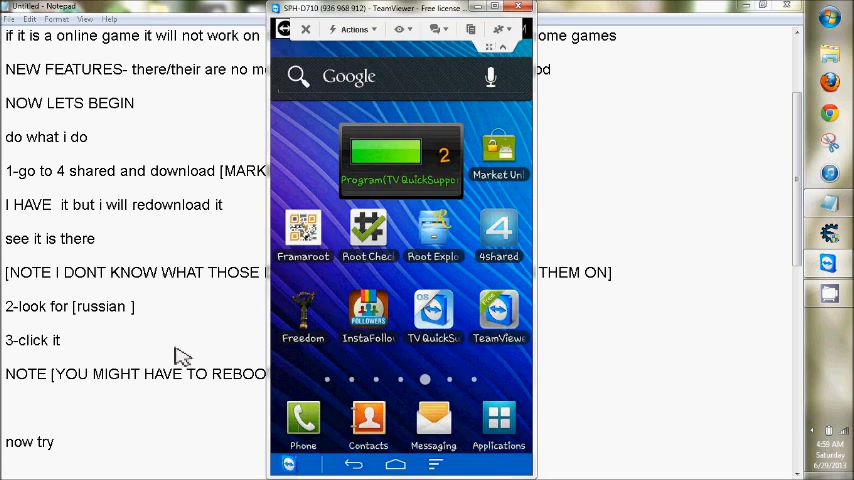 Untitled - Notepad
File Edit Format View Help
if it is a online game it will not work on
ome games
NEW FEATURES- there/their are no m
od
NOW LETS BEGIN
do what i do
1-go to 4 shared and download [MARK
I HAVE it but i will redownload it
see it is there
[NOTE I DONT KNOW WHAT THOSE
THEM ON]
2-look for [russian ]
3-click it
NOTE [YOU MIGHT HAVE TO REBOO
now try
SPH-D710 (936 968 912) - TeamViewer - Free license ...
Actions
Google
2
Program(TV QuickSuppor
Market Unl
Framaroot
Root Chec
Root Explo
4shared
Freedom
InstaFollo
TV QuickSu
TeamViewe
FOLLOWERS
QS
Free
Phone
Contacts
Messaging
Applications
4:59 AM
Saturday
6/29/2013